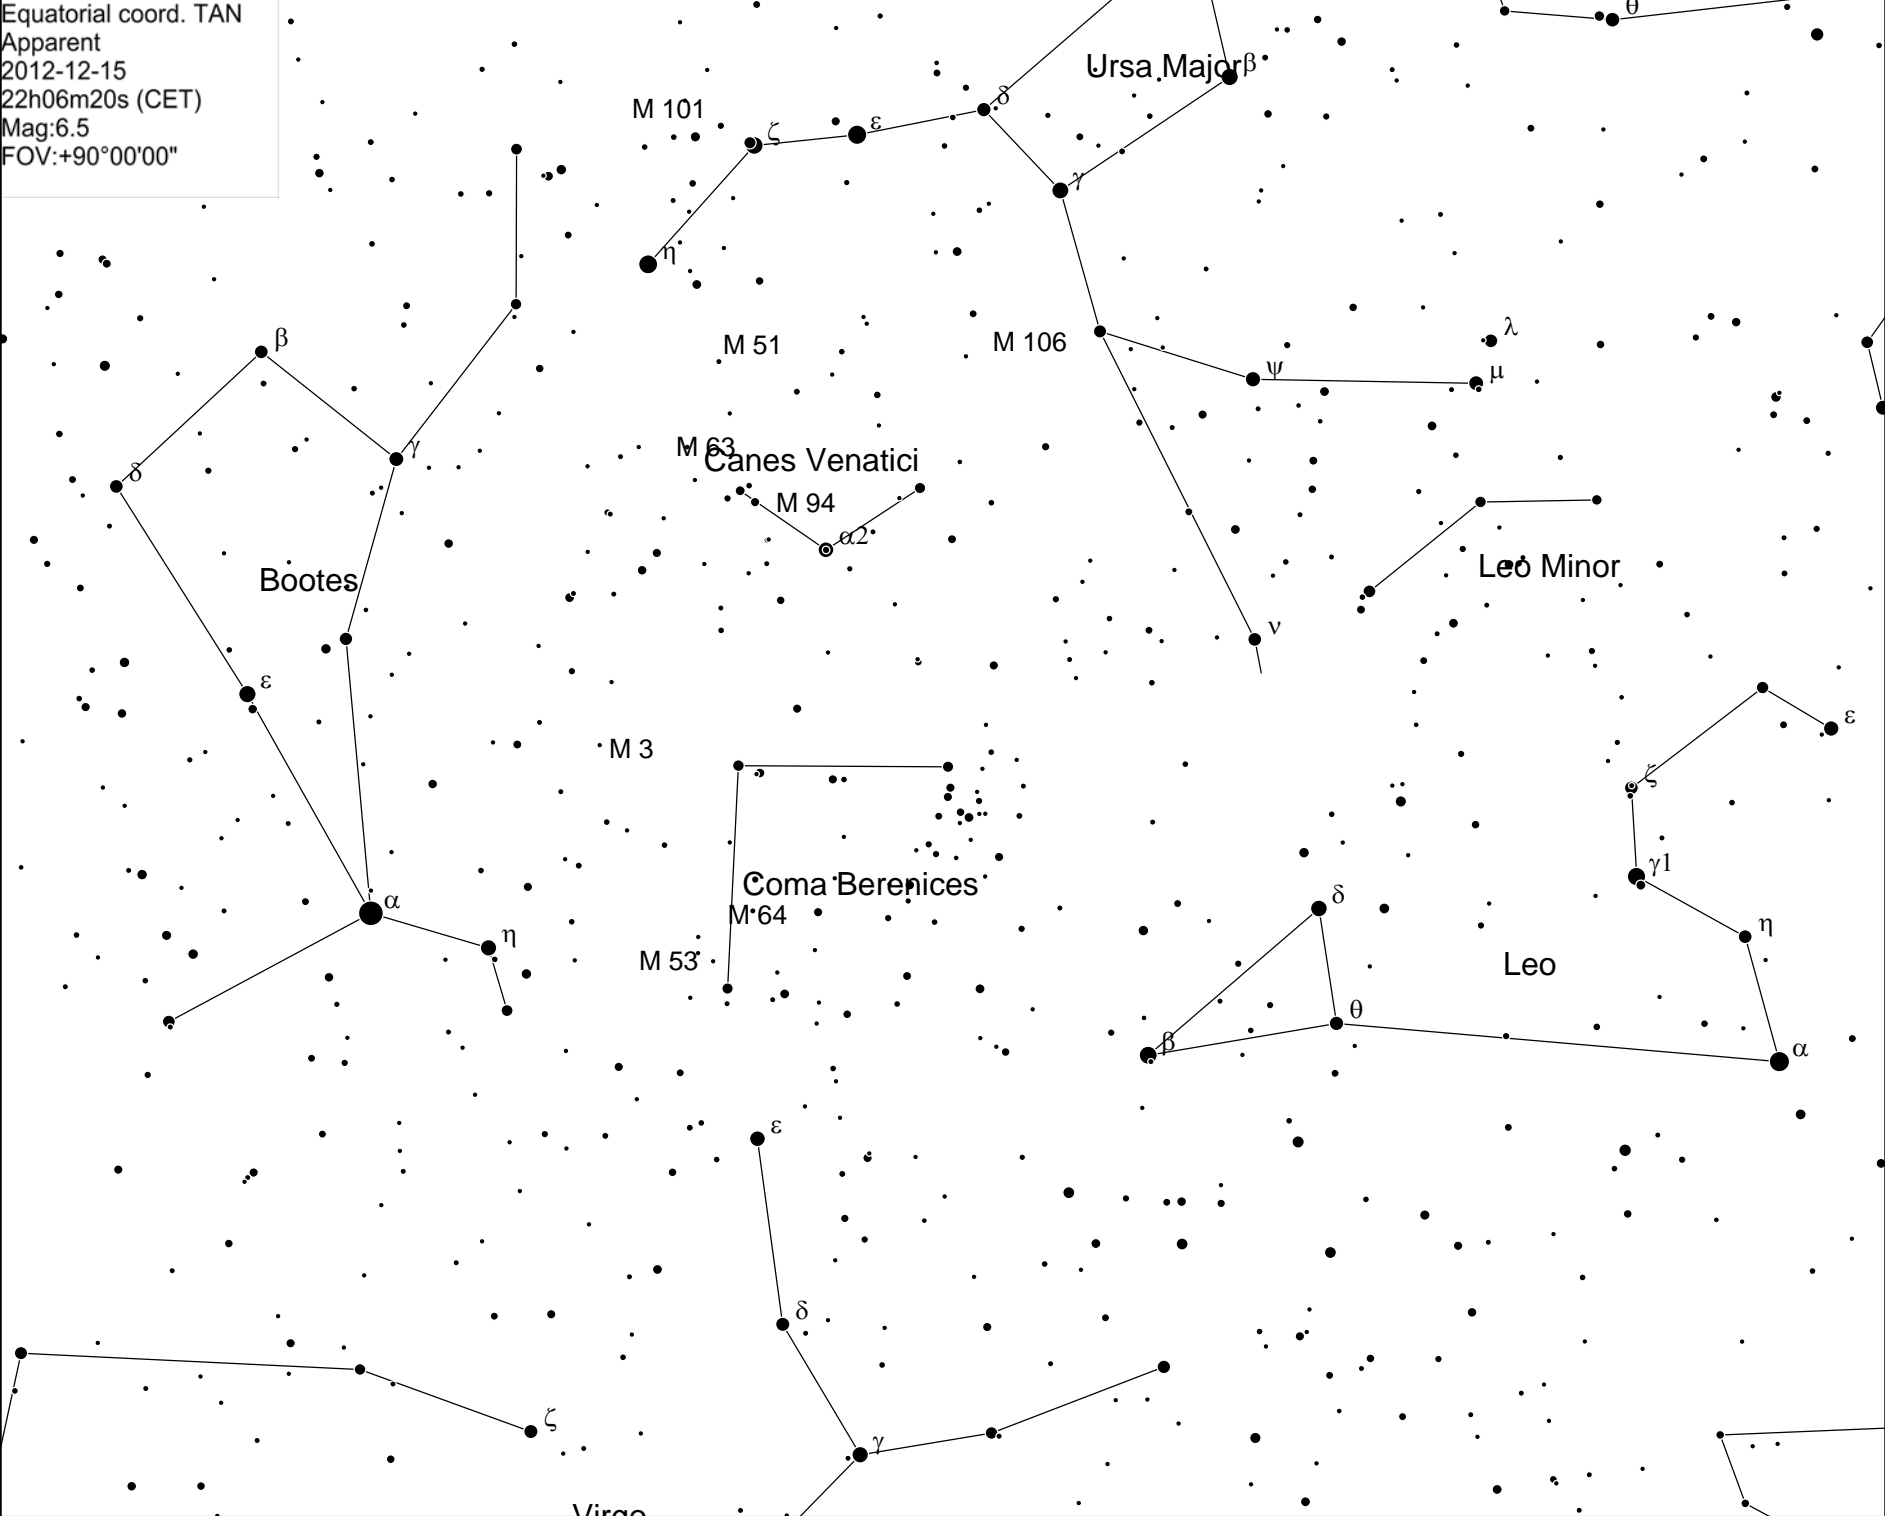 Equatorial coord. TAN
Apparent
2012-12-15
22h06m20s (CET)
Mag:6.5
FOV:+90°00'00"
θ
Ursa Major
β
δ
M 101
ζ
ε
γ
η
λ
β
M 51
M 106
ψ
μ
γ
M 63
Canes Venatici
δ
M 94
α2
Bootes
Leo Minor
ν
ε
ε
M 3
ζ
γ1
Coma Berenices
δ
α
M 64
η
η
M 53
Leo
θ
β
α
ε
δ
ζ
γ
Virgo